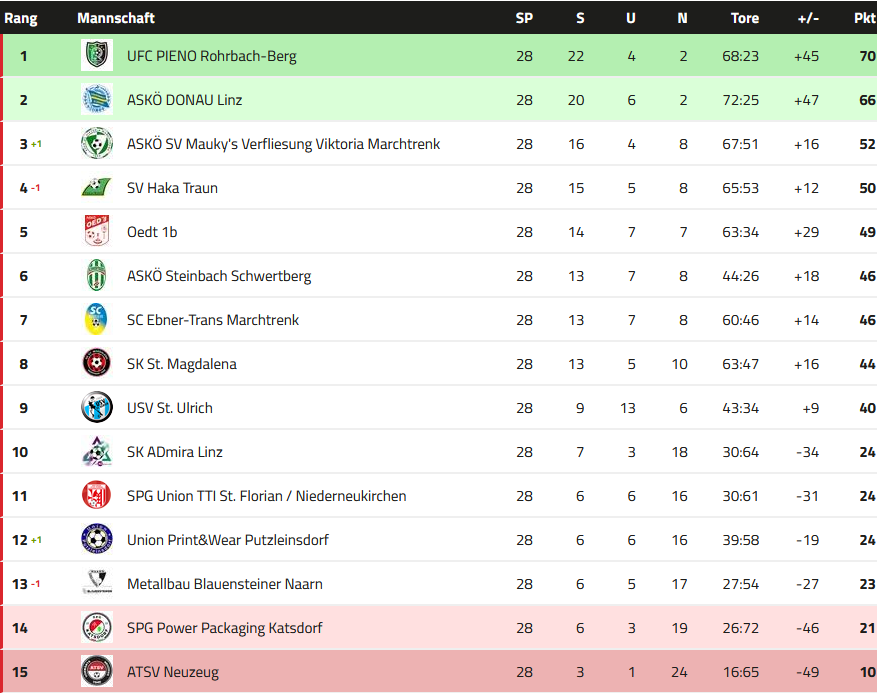 Rang Mannschaft SP S U N Tore +/- Pkt
1 UFC PIENO Rohrbach-Berg 28 22 4 2 68:23 +45 70
2 ASKÖ DONAU Linz 28 20 6 2 72:25 +47 66
3 +1 ASKÖ SV Mauky's Verfliesung Viktoria Marchtrenk 28 16 4 8 67:51 +16 52
4 -1 SV Haka Traun 28 15 5 8 65:53 +12 50
5 Oedt 1b 28 14 7 7 63:34 +29 49
6 ASKÖ Steinbach Schwertberg 28 13 7 8 44:26 +18 46
7 SC Ebner-Trans Marchtrenk 28 13 7 8 60:46 +14 46
8 SK St. Magdalena 28 13 5 10 63:47 +16 44
9 USV St. Ulrich 28 9 13 6 43:34 +9 40
10 SK ADmira Linz 28 7 3 18 30:64 -34 24
11 SPG Union TTI St. Florian / Niederneukirchen 28 6 6 16 30:61 -31 24
12 +1 Union Print&Wear Putzleinsdorf 28 6 6 16 39:58 -19 24
13 -1 Metallbau Blauensteiner Naarn 28 6 5 17 27:54 -27 23
14 SPG Power Packaging Katsdorf 28 6 3 19 26:72 -46 21
15 ATSV Neuzeug 28 3 1 24 16:65 -49 10